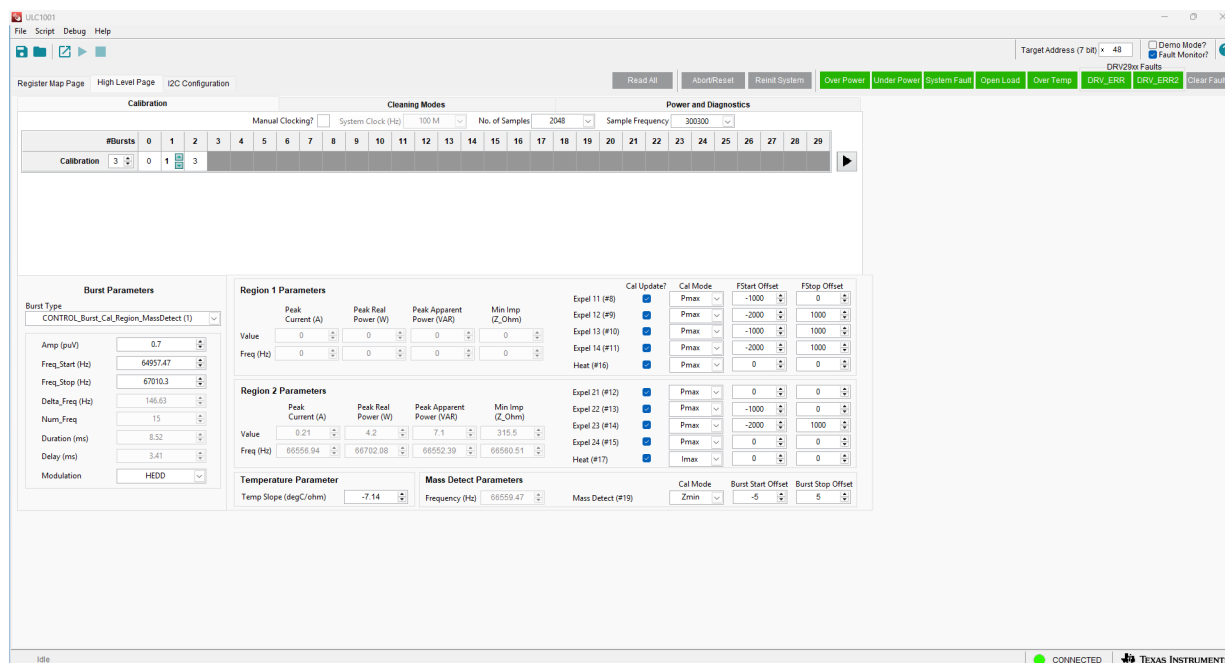 ULC1001
File Script Debug Help
Target Address (7 bit) x 48 Demo Mode?
Fault Monitor?
DRV29xx Faults
Register Map Page High Level Page I2C Configuration Read All Abort/Reset Reinit System Over Power Under Power System Fault Open Load Over Temp DRV_ERR DRV_ERR2 Clear Fault
Calibration Cleaning Modes Power and Diagnostics
Manual Clocking? System Clock (Hz) 100 M No. of Samples 2048 Sample Frequency 300300
#Bursts 0 1 2 3 4 5 6 7 8 9 10 11 12 13 14 15 16 17 18 19 20 21 22 23 24 25 26 27 28 29
Calibration 3 0 1 3
Burst Parameters
Burst Type
CONTROL_Burst_Cal_Region_MassDetect (1)
Amp (puV) 0.7
Freq_Start (Hz) 64957.47
Freq_Stop (Hz) 67010.3
Delta_Freq (Hz) 146.63
Num_Freq 15
Duration (ms) 8.52
Delay (ms) 3.41
Modulation HEDD
Region 1 Parameters
Peak Current (A) Peak Real Power (W) Peak Apparent Power (VAR) Min Imp (Z_Ohm)
Value 0 0 0 0
Freq (Hz) 0 0 0 0
Cal Update? Cal Mode FStart Offset FStop Offset
Expel 11 (#8) Pmax -1000 0
Expel 12 (#9) Pmax -2000 1000
Expel 13 (#10) Pmax -1000 1000
Expel 14 (#11) Pmax -2000 1000
Heat (#16) Pmax 0 0
Region 2 Parameters
Peak Current (A) Peak Real Power (W) Peak Apparent Power (VAR) Min Imp (Z_Ohm)
Value 0.21 4.2 7.1 315.5
Freq (Hz) 66556.94 66702.08 66552.39 66560.51
Expel 21 (#12) Pmax 0 0
Expel 22 (#13) Pmax -1000 0
Expel 23 (#14) Pmax -2000 1000
Expel 24 (#15) Pmax 0 0
Heat (#17) Imax 0 0
Temperature Parameter
Temp Slope (degC/ohm) -7.14
Mass Detect Parameters
Frequency (Hz) 66559.47
Cal Mode Burst Start Offset Burst Stop Offset
Mass Detect (#19) Zmin -5 5
Idle CONNECTED TEXAS INSTRUMENT